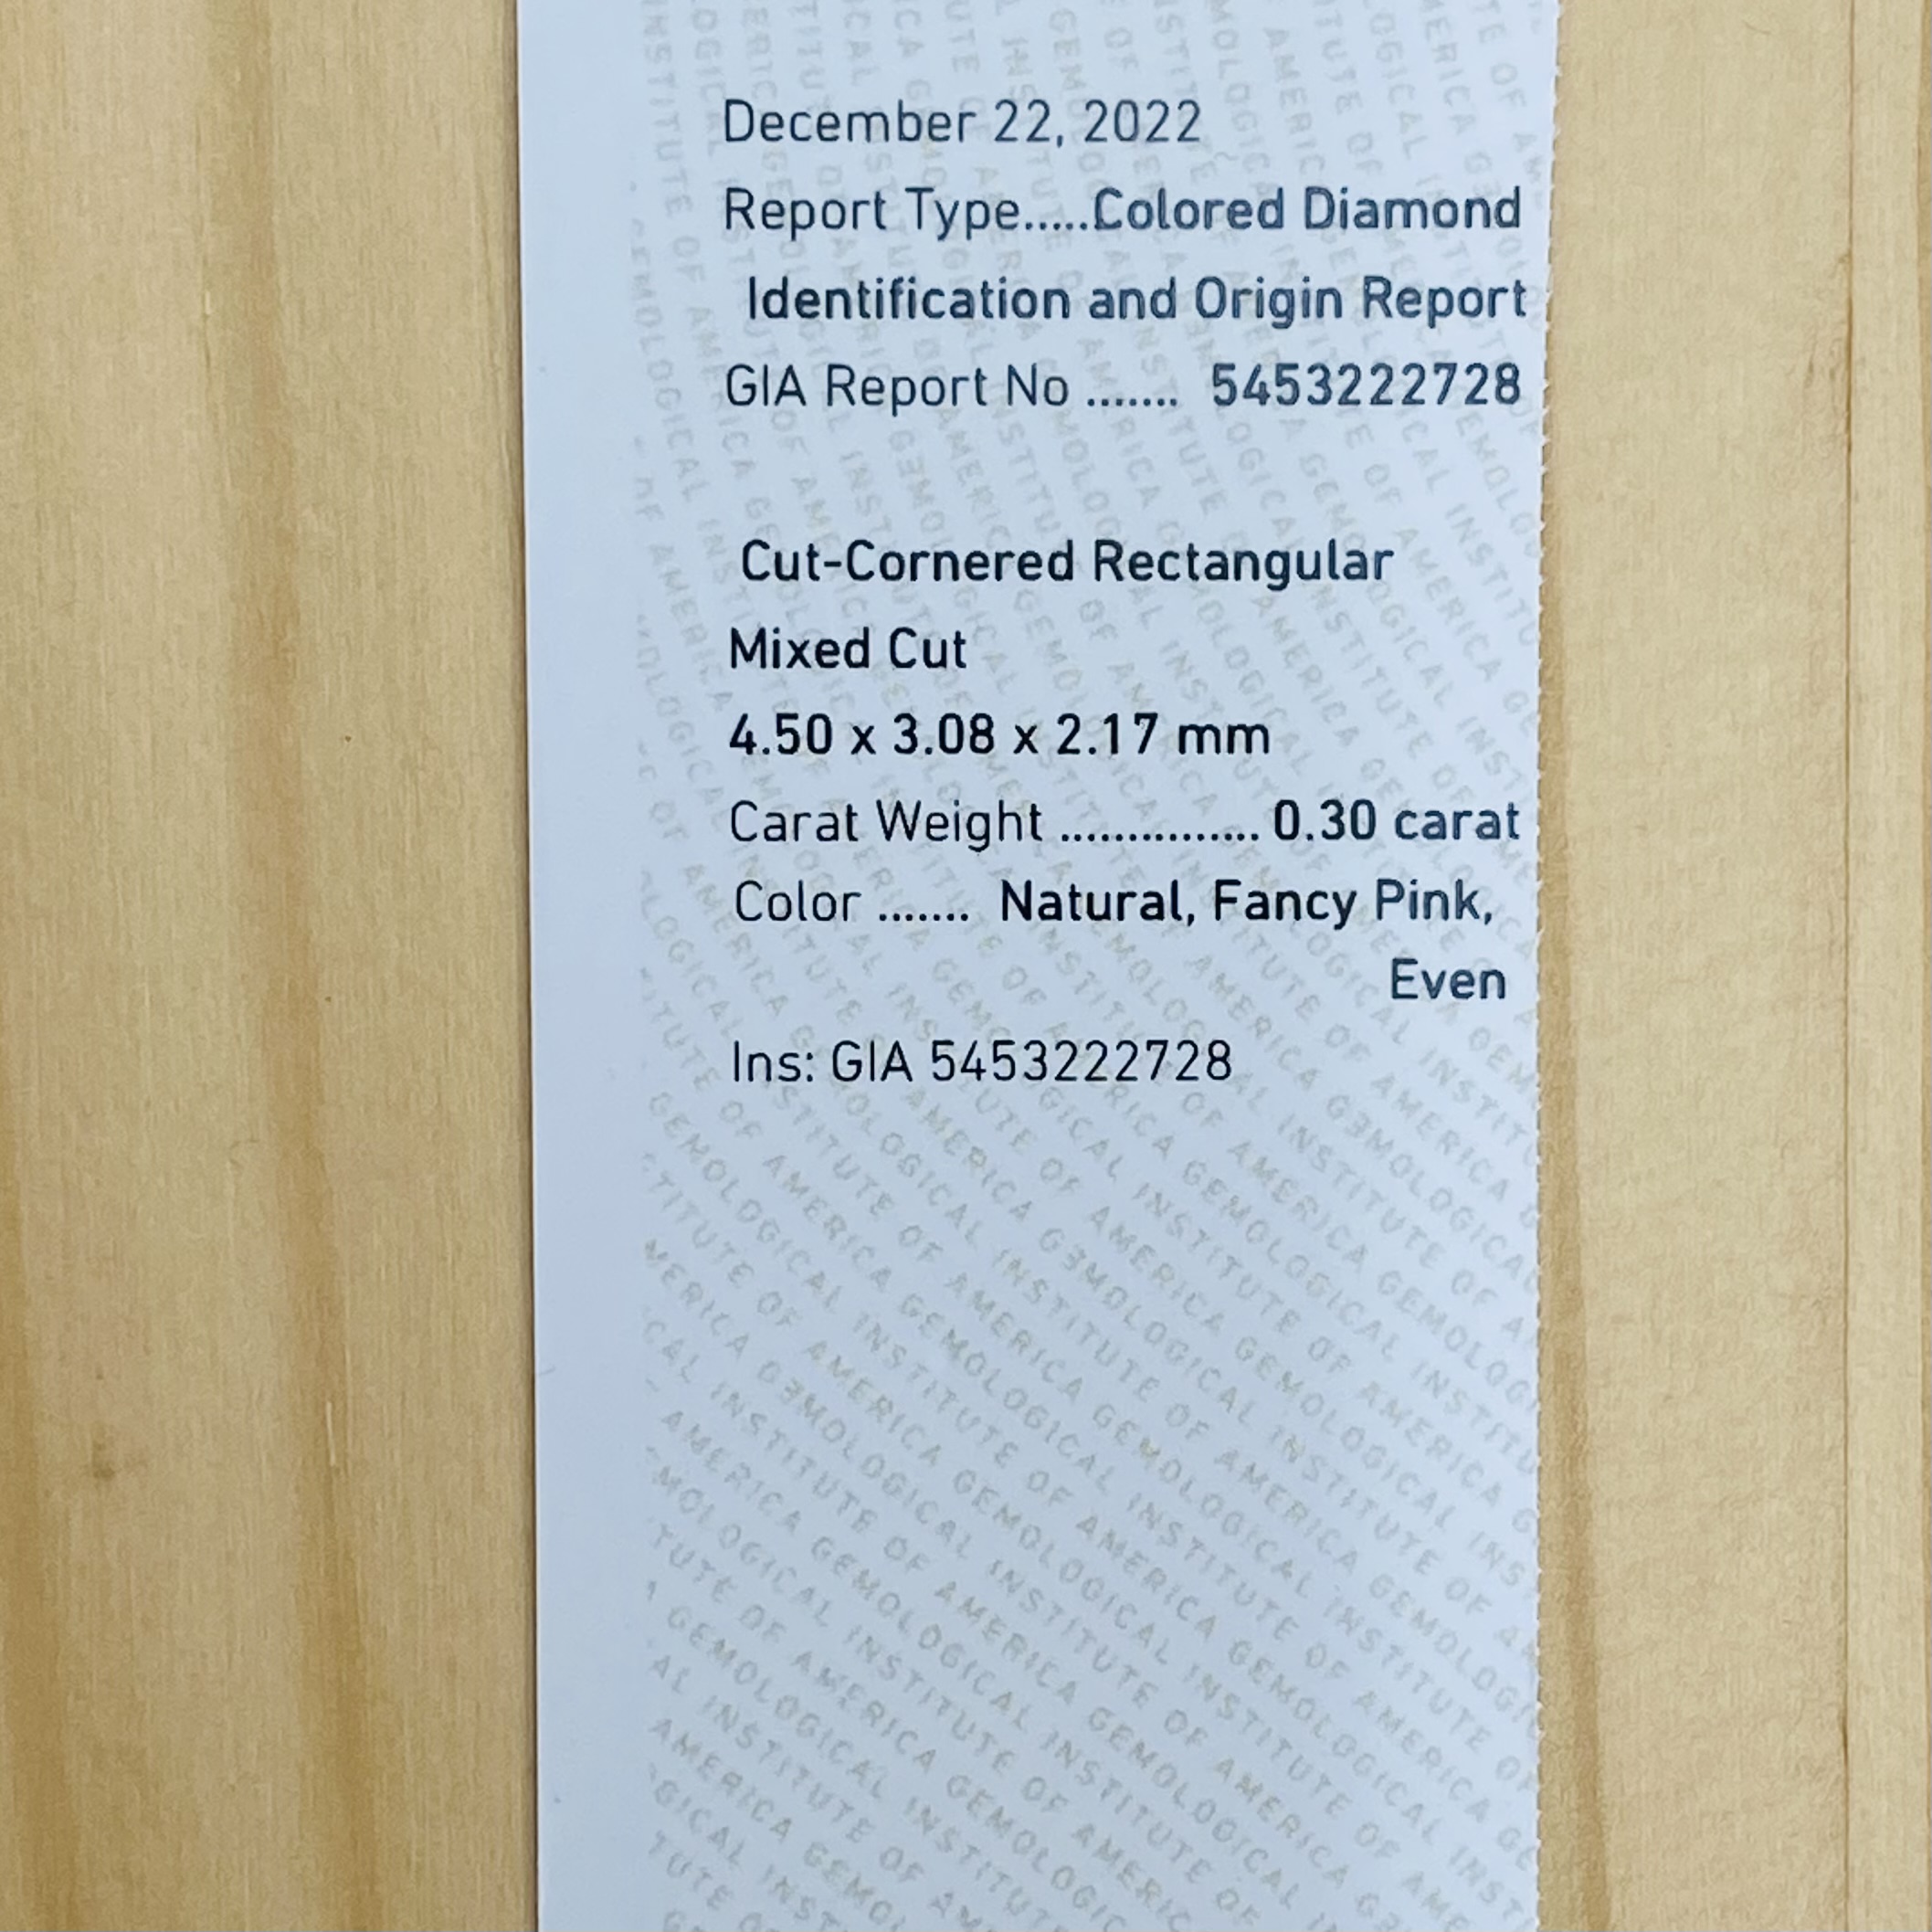 December 22, 2022
Report Type.....Colored Diamond
Identification and Origin Report
GIA Report No ....... 5453222728
Cut-Cornered Rectangular
Mixed Cut
4.50 x 3.08 x 2.17 mm
Carat Weight ............... 0.30 carat
Color ....... Natural, Fancy Pink,
Even
Ins: GIA 5453222728